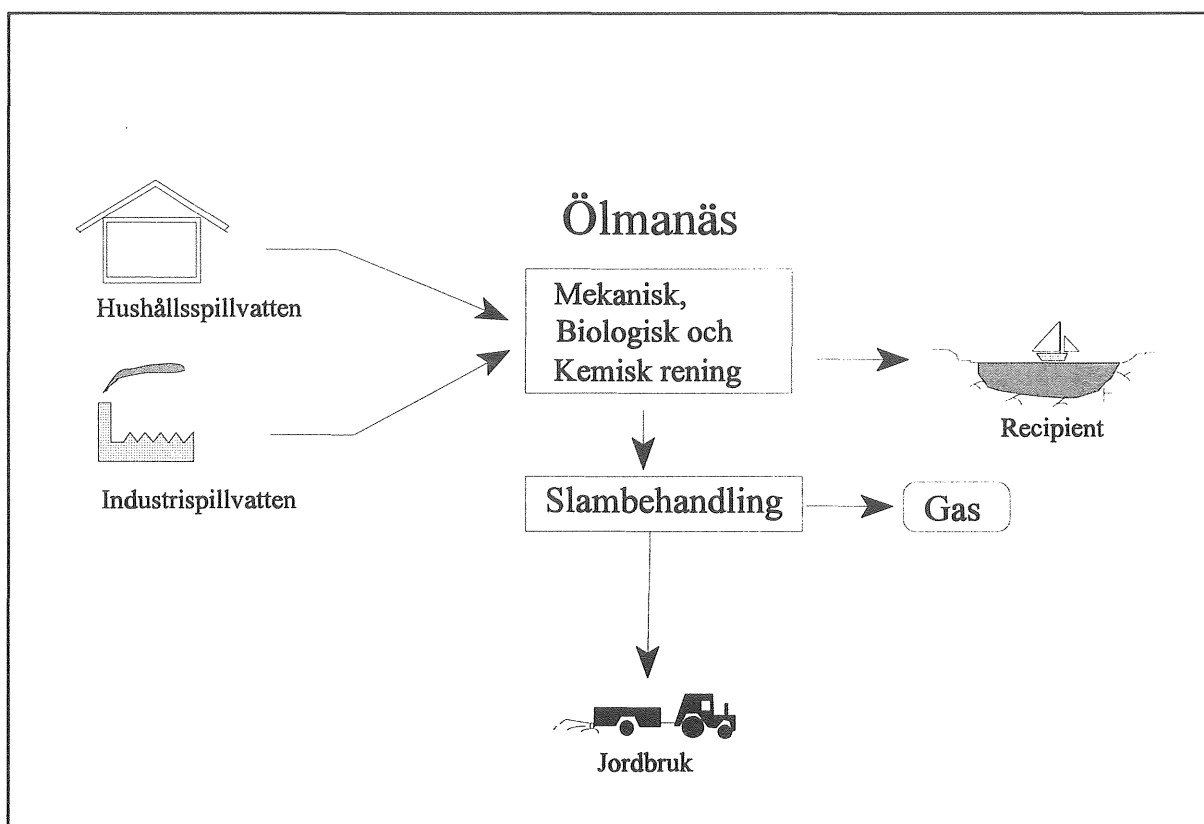 Ölmanäs
Hushållsspillvatten
Mekanisk,
Biologisk och
Kemisk rening
Recipient
Industrispillvatten
Slambehandling
Gas
Jordbruk